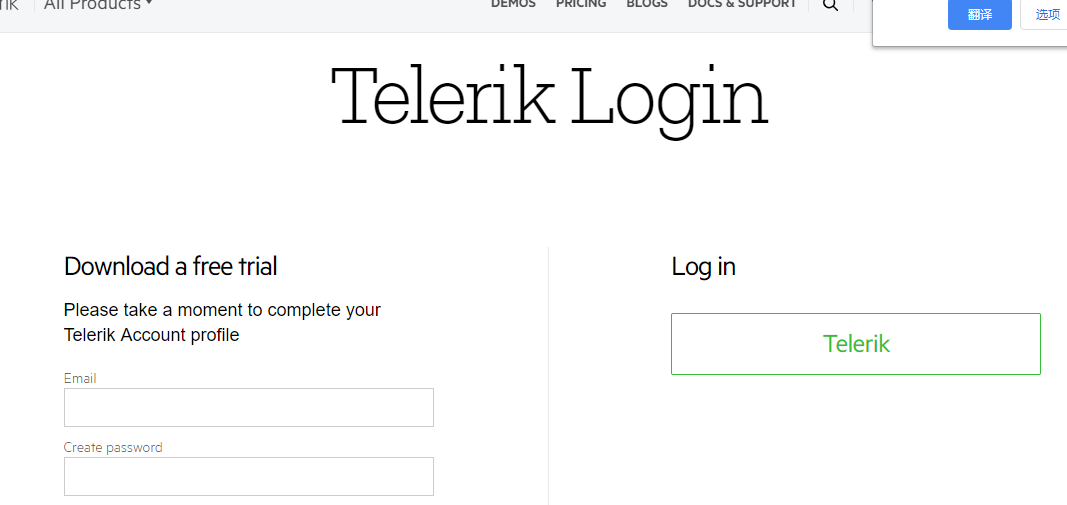 All Products
DEMOS PRICING BLOGS DOCS & SUPPORT
翻译 选项
Telerik Login
Download a free trial
Please take a moment to complete your
Telerik Account profile
Email
Create password
Log in
Telerik